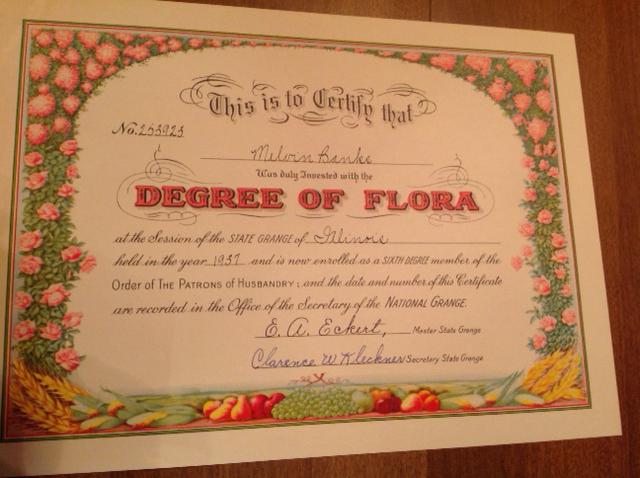 This is to Certify that
No. 253923
Melvin Banks
Was duly Invested with the
DEGREE OF FLORA
at the Session of the STATE GRANGE of Illinois
held in the year 1937 and is now enrolled as a SIXTH DEGREE member of the
Order of THE PATRONS OF HUSBANDRY; and the date and number of this Certificate
are recorded in the Office of the Secretary of the NATIONAL GRANGE.
E. A. Eckert, Master State Grange
Clarence W Kleckner Secretary State Grange